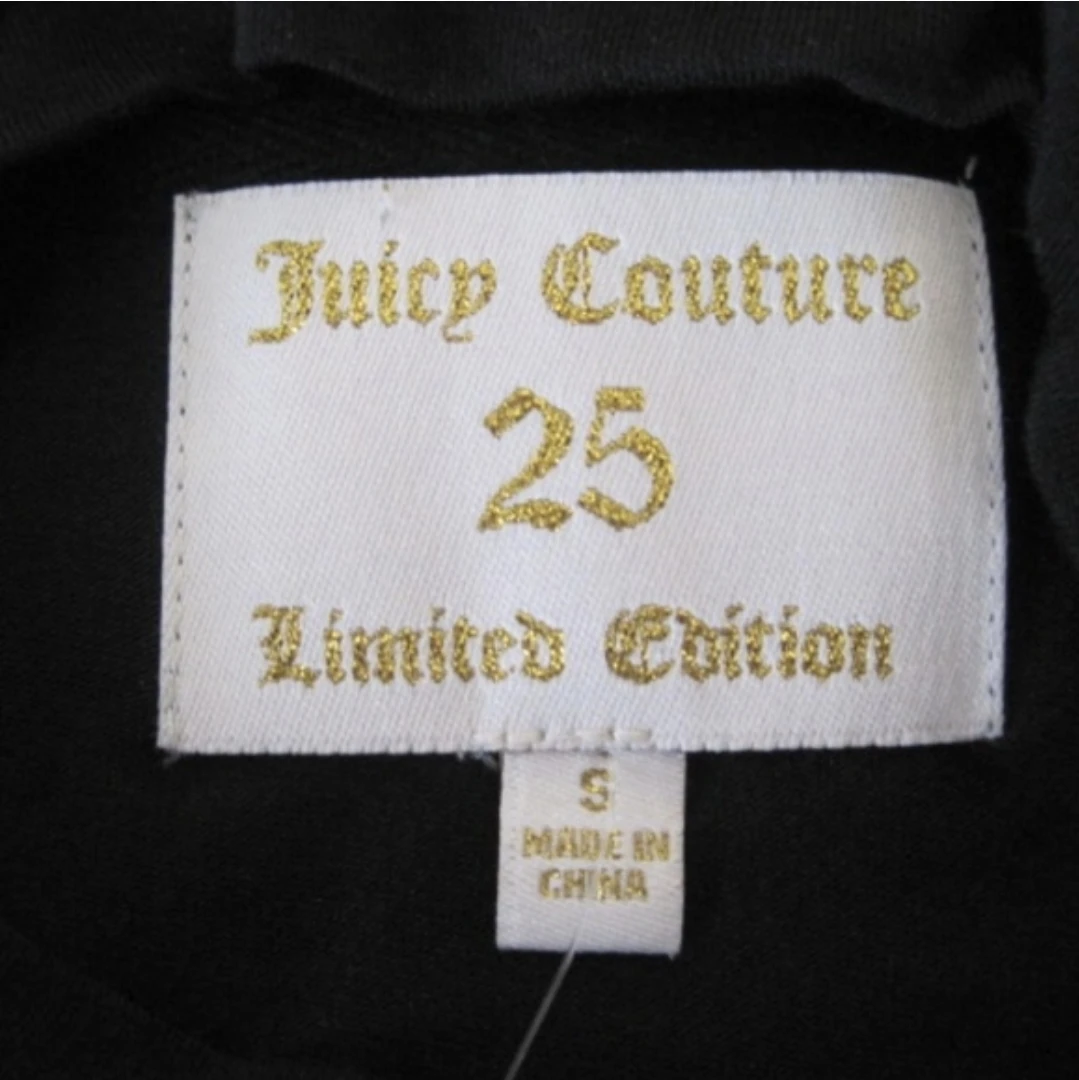 Juicy Couture
25
Limited Edition
S
MADE IN
CHINA